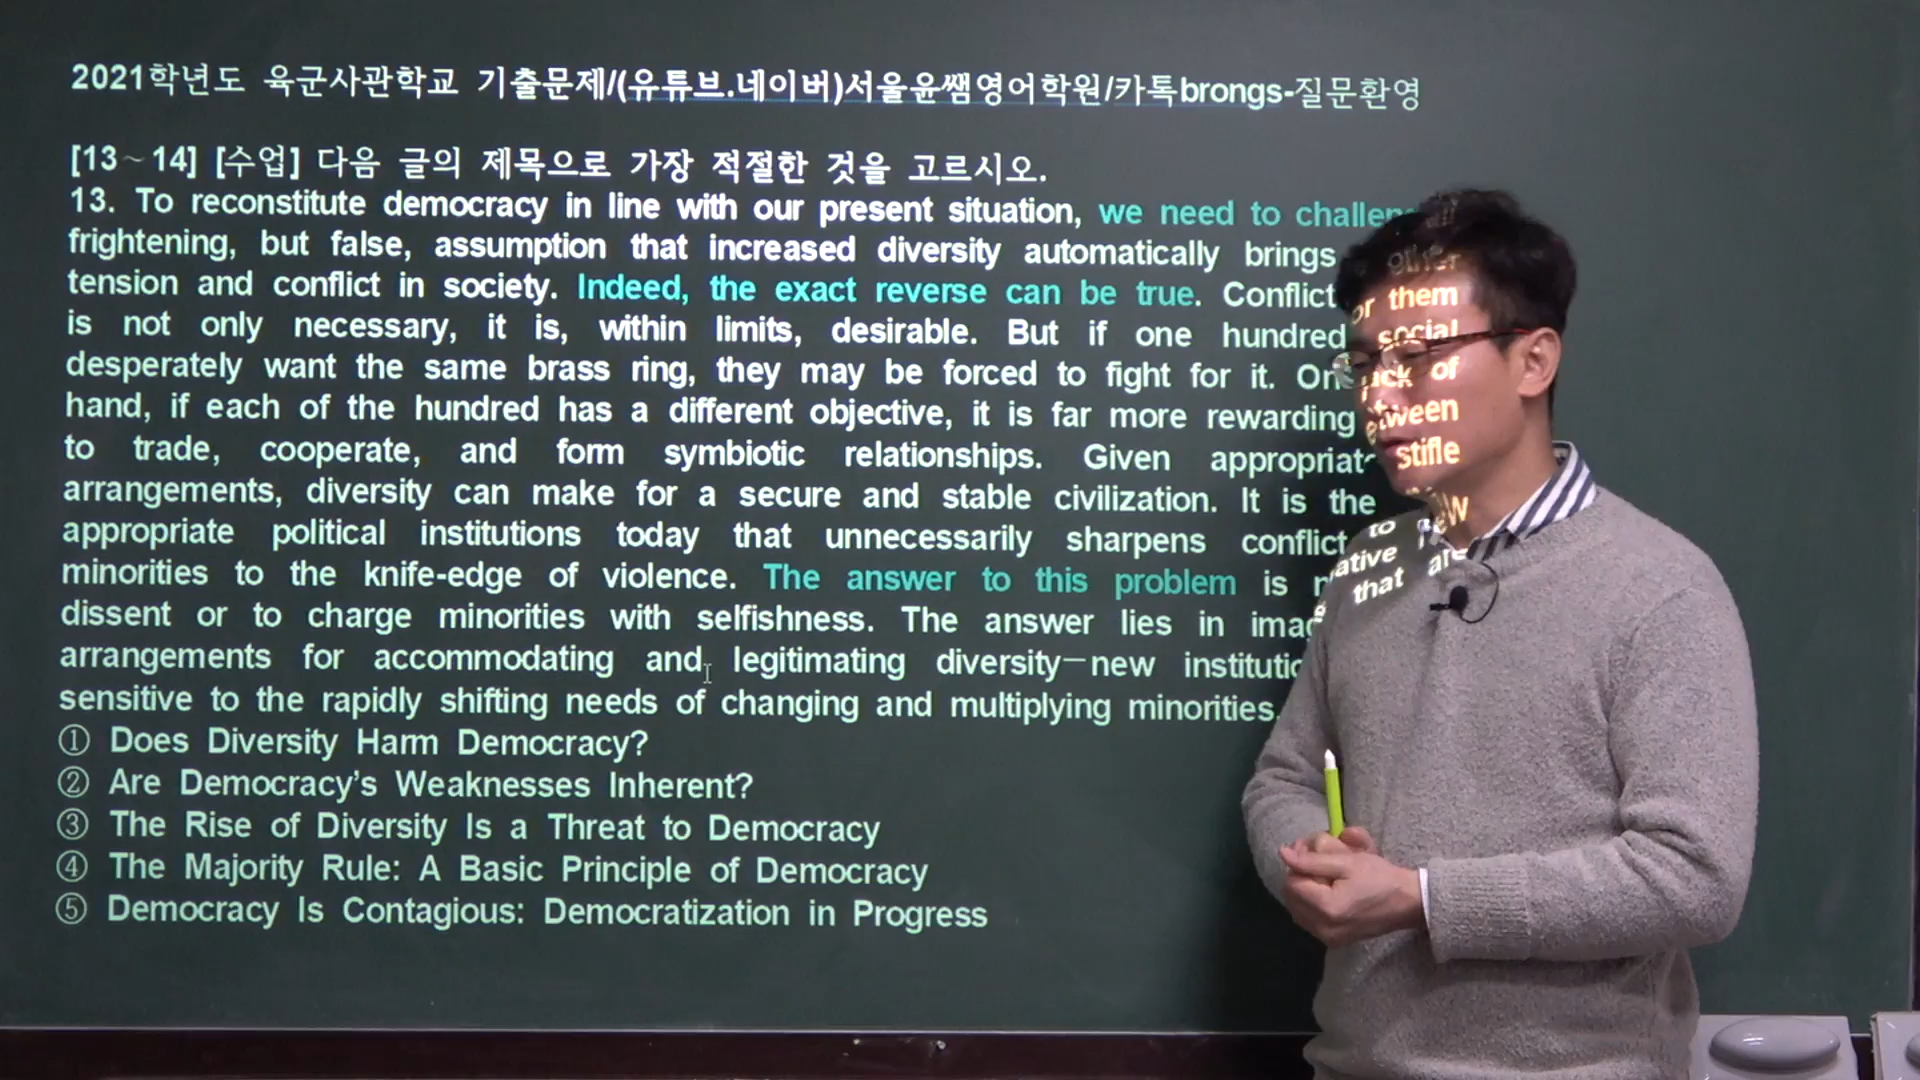 2021학년도 육군사관학교 기출문제/(유튜브.네이버)서울윤쌤영어학원/카톡brongs-질문환영
[13~14] [수업] 다음 글의 제목으로 가장 적절한 것을 고르시오.
13. To reconstitute democracy in line with our present situation, we need to
frightening, but false, assumption that increased diversity automatically brings
tension and conflict in society. Indeed, the exact reverse can be true. Conflict
is not only necessary, it is, within limits, desirable. But if one hundred
desperately want the same brass ring, they may be forced to fight for it. On other
hand, if each of the hundred has a different objective, it is far more rewarding or them
to trade, cooperate, and form symbiotic relationships. Given social
arrangements, diversity can make for a secure and stable civilization. It is the of
appropriate political institutions today that unnecessarily sharpens conflict
minorities to the knife-edge of violence. The answer to this problem is stifle
dissent or to charge minorities with selfishness. The answer lies in new
arrangements for accommodating and legitimating diversity—new that are
sensitive to the rapidly shifting needs of changing and multiplying minorities.
① Does Diversity Harm Democracy?
② Are Democracy's Weaknesses Inherent?
③ The Rise of Diversity Is a Threat to Democracy
④ The Majority Rule: A Basic Principle of Democracy
⑤ Democracy Is Contagious: Democratization in Progress